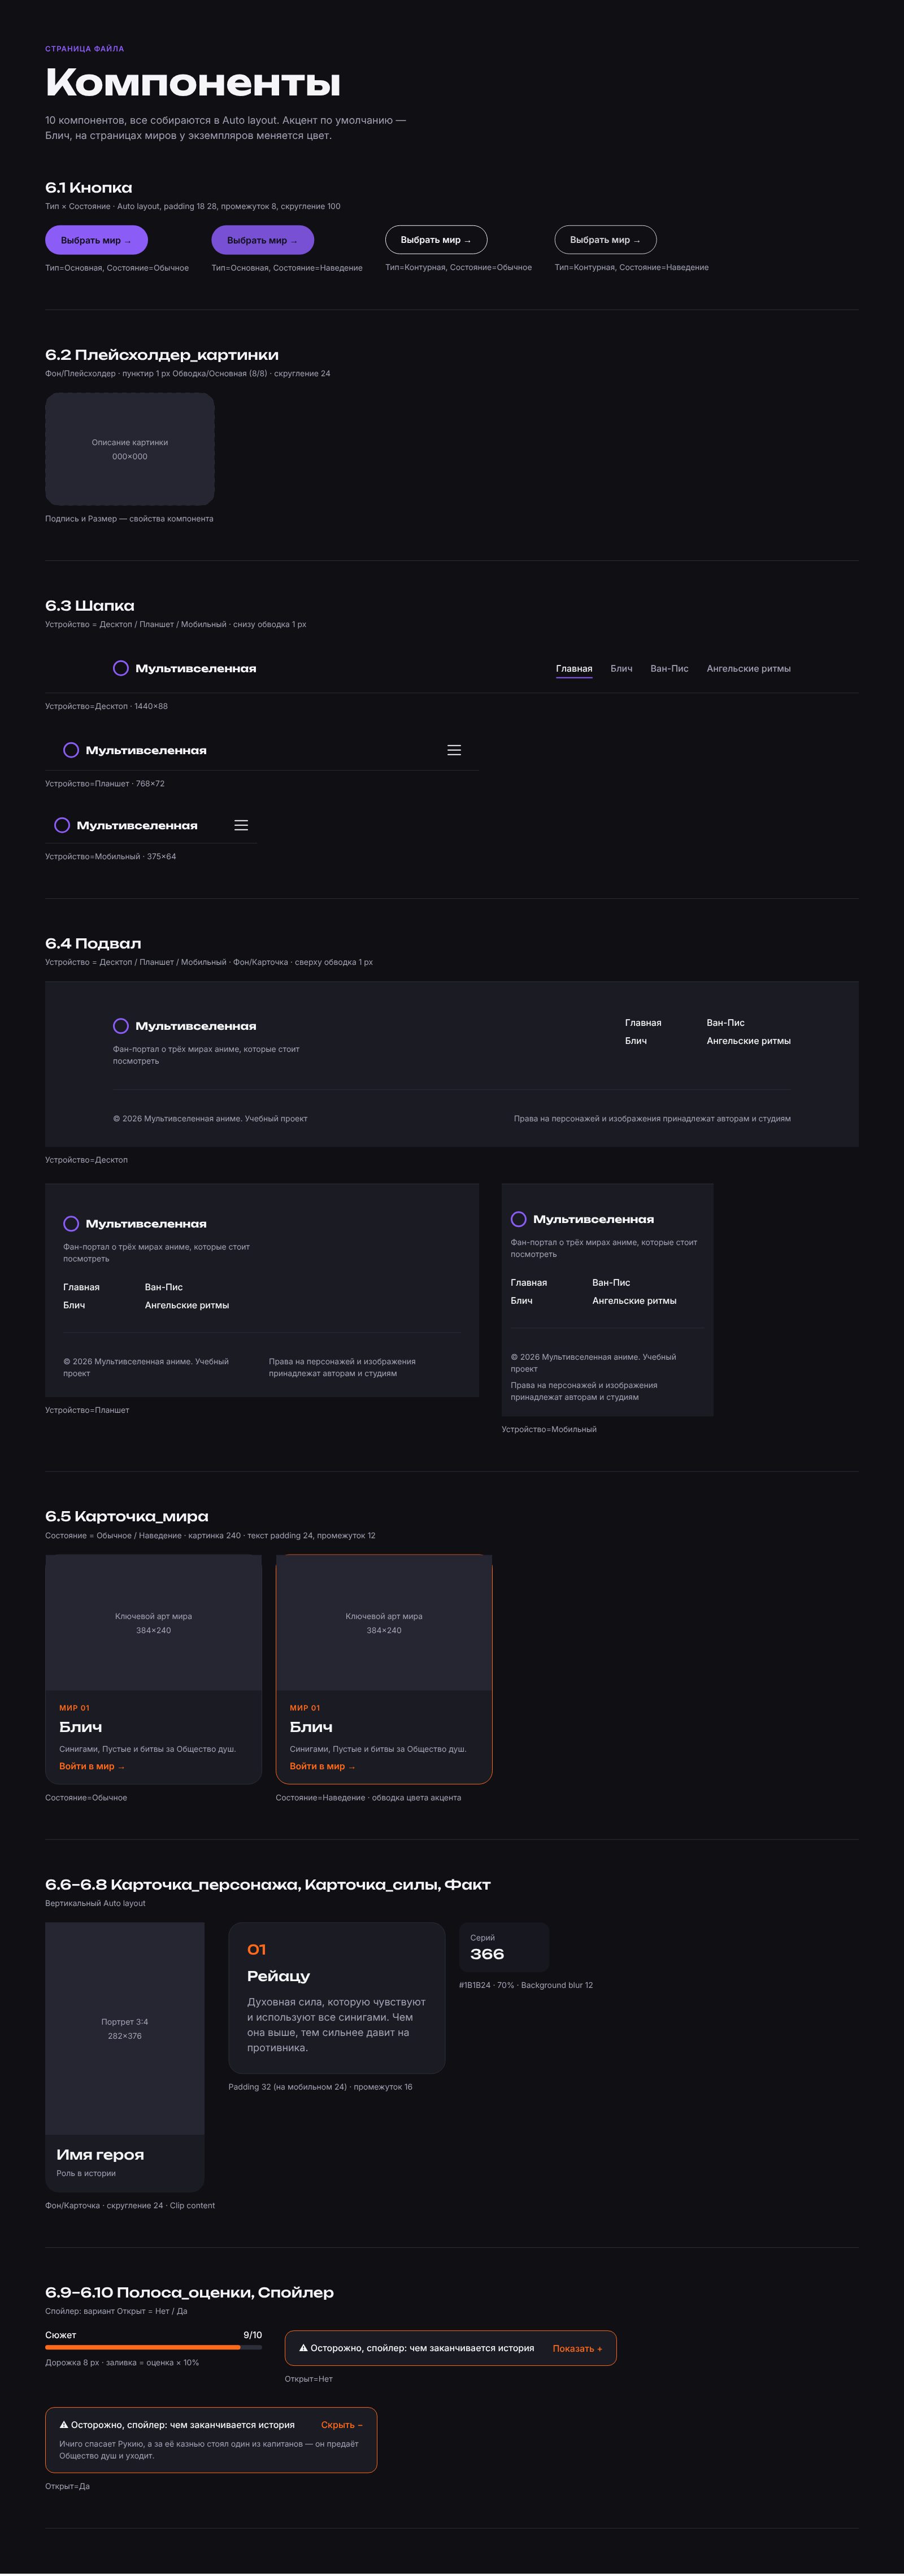 СТРАНИЦА ФАЙЛА
Компоненты
10 компонентов, все собираются в Auto layout. Акцент по умолчанию —
Блич, на страницах миров у экземпляров меняется цвет.
6.1 Кнопка
Тип × Состояние · Auto layout, padding 18 28, промежуток 8, скругление 100
Выбрать мир →
Выбрать мир →
Выбрать мир →
Выбрать мир →
Тип=Основная, Состояние=Обычное
Тип=Основная, Состояние=Наведение
Тип=Контурная, Состояние=Обычное
Тип=Контурная, Состояние=Наведение
6.2 Плейсхолдер_картинки
Фон/Плейсхолдер · пунктир 1 px Обводка/Основная (8/8) · скругление 24
Описание картинки
000×000
Подпись и Размер — свойства компонента
6.3 Шапка
Устройство = Десктоп / Планшет / Мобильный · снизу обводка 1 px
Мультивселенная
Главная
Блич
Ван-Пис
Ангельские ритмы
Устройство=Десктоп · 1440×88
Мультивселенная
Устройство=Планшет · 768×72
Мультивселенная
Устройство=Мобильный · 375×64
6.4 Подвал
Устройство = Десктоп / Планшет / Мобильный · Фон/Карточка · сверху обводка 1 px
Мультивселенная
Фан-портал о трёх мирах аниме, которые стоит
посмотреть
Главная
Ван-Пис
Блич
Ангельские ритмы
© 2026 Мультивселенная аниме. Учебный проект
Права на персонажей и изображения принадлежат авторам и студиям
Устройство=Десктоп
Мультивселенная
Фан-портал о трёх мирах аниме, которые стоит
посмотреть
Главная
Ван-Пис
Блич
Ангельские ритмы
© 2026 Мультивселенная аниме. Учебный
проект
Права на персонажей и изображения
принадлежат авторам и студиям
Устройство=Планшет
Мультивселенная
Фан-портал о трёх мирах аниме, которые стоит
посмотреть
Главная
Ван-Пис
Блич
Ангельские ритмы
© 2026 Мультивселенная аниме. Учебный
проект
Права на персонажей и изображения
принадлежат авторам и студиям
Устройство=Мобильный
6.5 Карточка_мира
Состояние = Обычное / Наведение · картинка 240 · текст padding 24, промежуток 12
Ключевой арт мира
384×240
МИР 01
Блич
Синигами, Пустые и битвы за Общество душ.
Войти в мир →
Состояние=Обычное
Ключевой арт мира
384×240
МИР 01
Блич
Синигами, Пустые и битвы за Общество душ.
Войти в мир →
Состояние=Наведение · обводка цвета акцента
6.6–6.8 Карточка_персонажа, Карточка_силы, Факт
Вертикальный Auto layout
Портрет 3:4
282×376
Имя героя
Роль в истории
Фон/Карточка · скругление 24 · Clip content
01
Рейацу
Духовная сила, которую чувствуют
и используют все синигами. Чем
она выше, тем сильнее давит на
противника.
Padding 32 (на мобильном 24) · промежуток 16
Серий
366
#1B1B24 · 70% · Background blur 12
6.9–6.10 Полоса_оценки, Спойлер
Спойлер: вариант Открыт = Нет / Да
Сюжет
9/10
Дорожка 8 px · заливка = оценка × 10%
⚠ Осторожно, спойлер: чем заканчивается история
Показать +
Открыт=Нет
⚠ Осторожно, спойлер: чем заканчивается история
Скрыть −
Ичиго спасает Рукию, а за её казнью стоял один из капитанов — он предаёт
Общество душ и уходит.
Открыт=Да